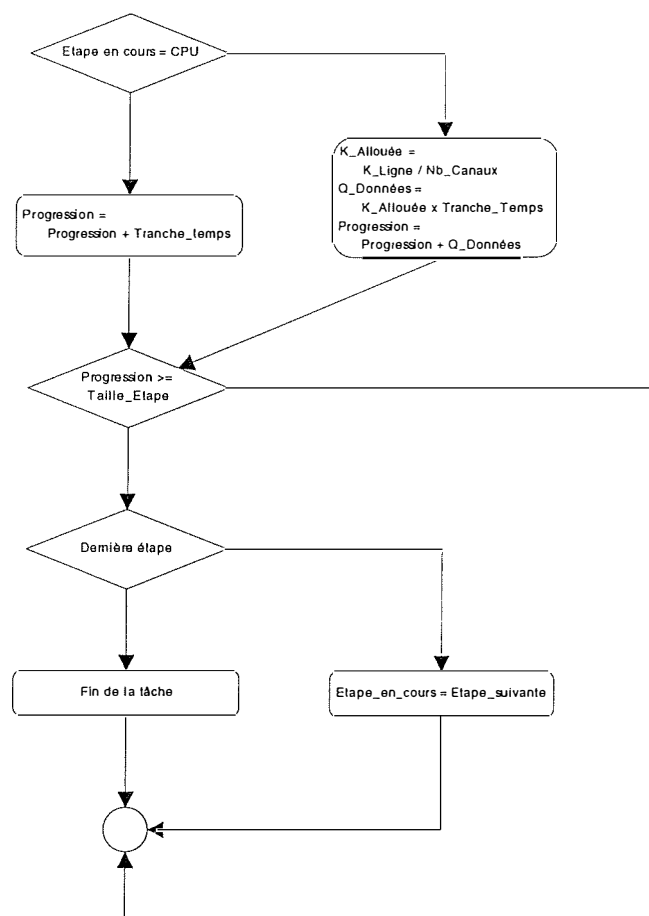 Etape en cours = CPU
K_Allouée =
K_Ligne / Nb_Canaux
Q_Données =
K_Allouée x Tranche_Temps
Progression =
Progression + Q_Données
Progression =
Progression + Tranche_temps
Progression >=
Taille_Etape
Dernière étape
Fin de la tâche
Etape_en_cours = Etape_suivante